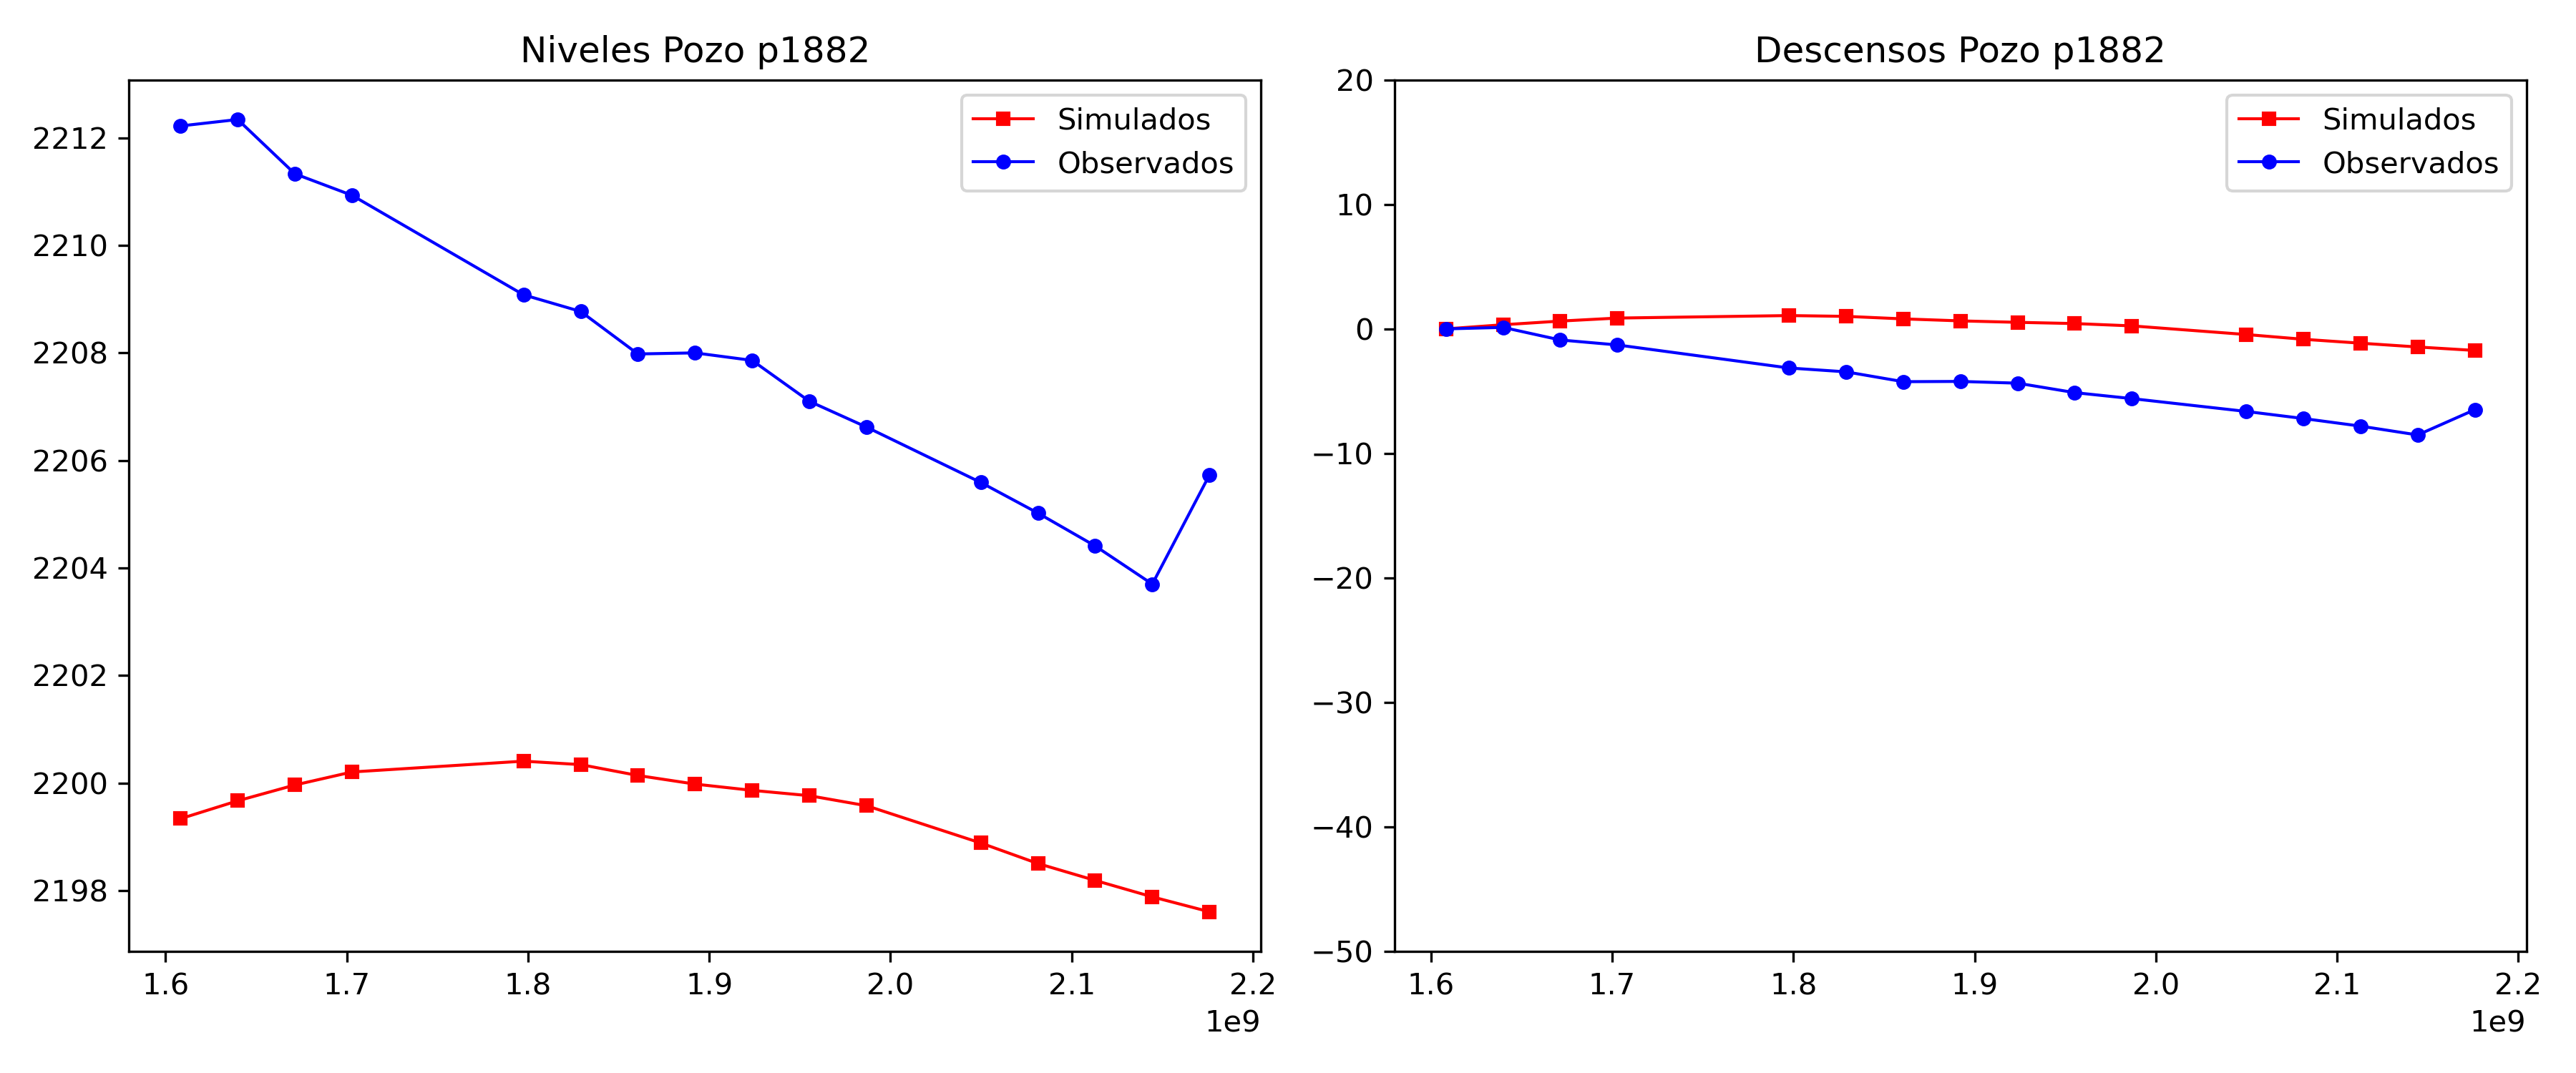 Niveles Pozo p1882
Simulados
Observados
2212
2210
2208
2206
2204
2202
2200
2198
1.6 1.7 1.8 1.9 2.0 2.1 2.2
1e9
Descensos Pozo p1882
Simulados
Observados
20
10
0
−10
−20
−30
−40
−50
1.6 1.7 1.8 1.9 2.0 2.1 2.2
1e9